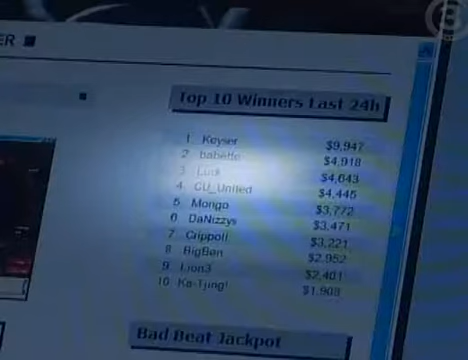 ER
Top 10 Winners Last 24h
1 Keyser $9,947
2 babette $4,918
3 $4,643
4 CU_United $4,445
5 Mongo $3,772
6 DaNizzys $3,471
7 Crippoli $3,221
8 BigBen $2,952
9 Lion3 $2,401
10 Ka-Tjing! $1,908
Bad Beat Jackpot